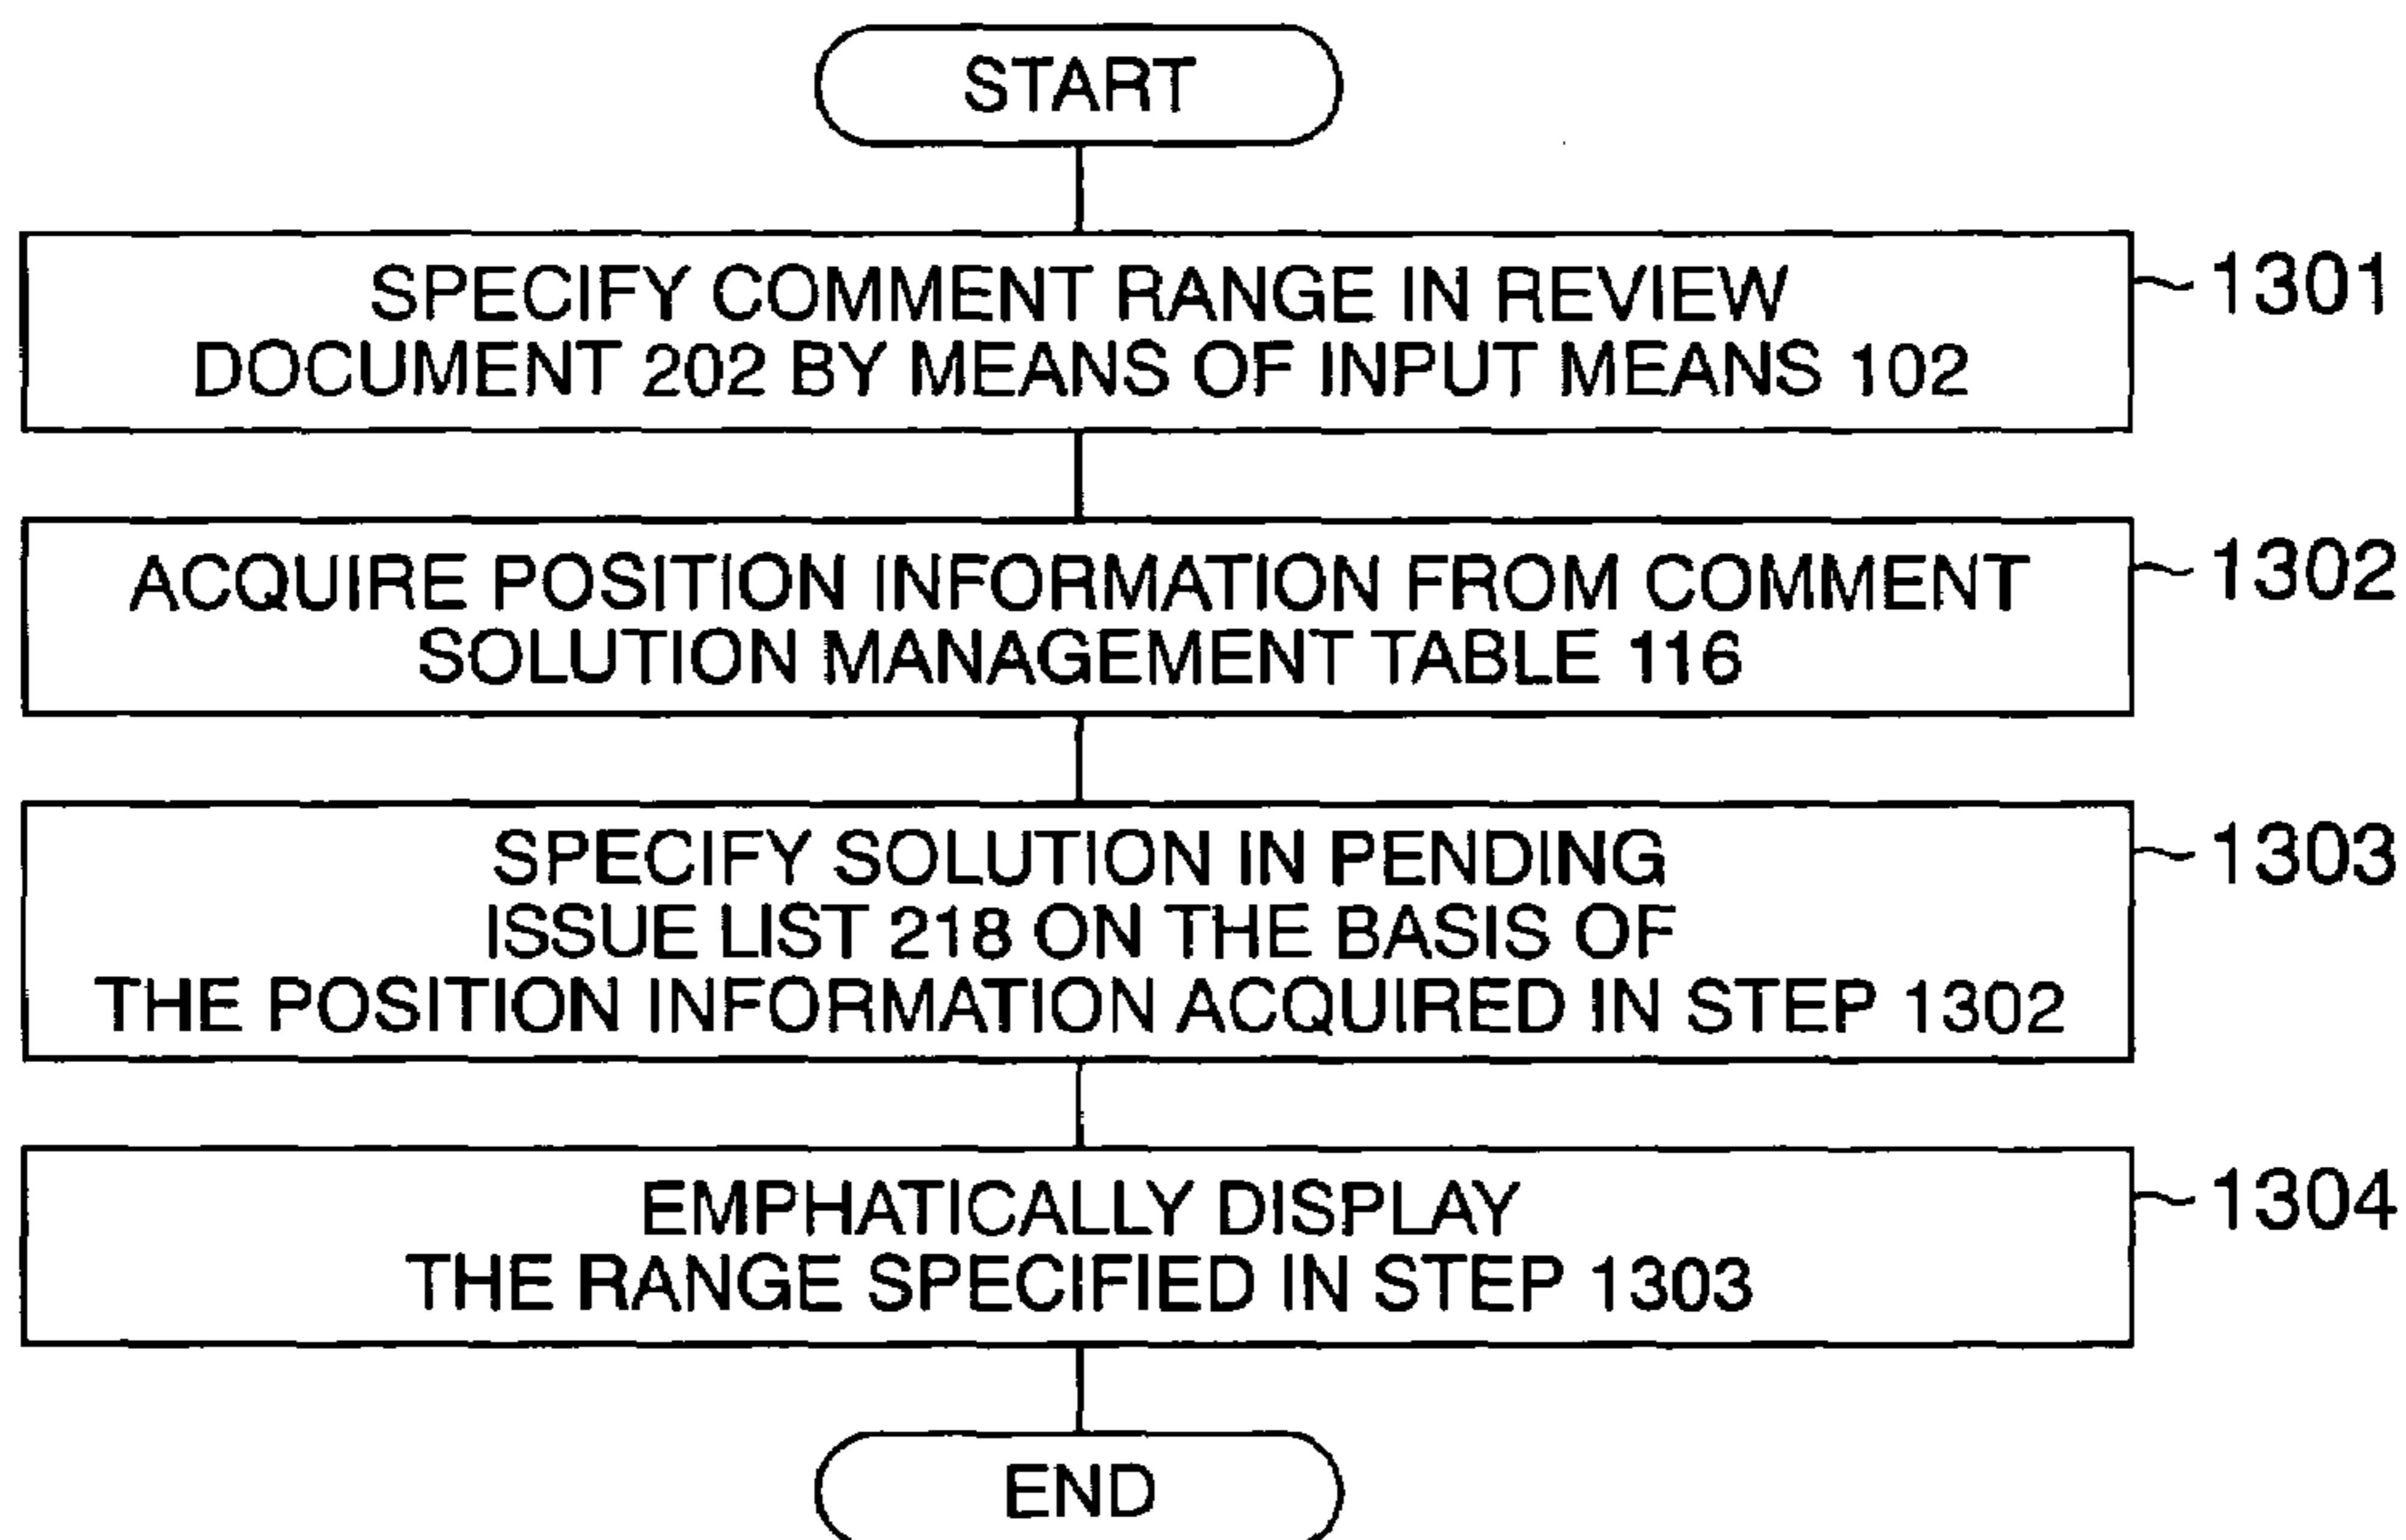 START
SPECIFY COMMENT RANGE IN REVIEW
DOCUMENT 202 BY MEANS OF INPUT MEANS 102
1301
ACQUIRE POSITION INFORMATION FROM COMMENT
SOLUTION MANAGEMENT TABLE 116
1302
SPECIFY SOLUTION IN PENDING
ISSUE LIST 218 ON THE BASIS OF
THE POSITION INFORMATION ACQUIRED IN STEP 1302
1303
EMPHATICALLY DISPLAY
THE RANGE SPECIFIED IN STEP 1303
1304
END